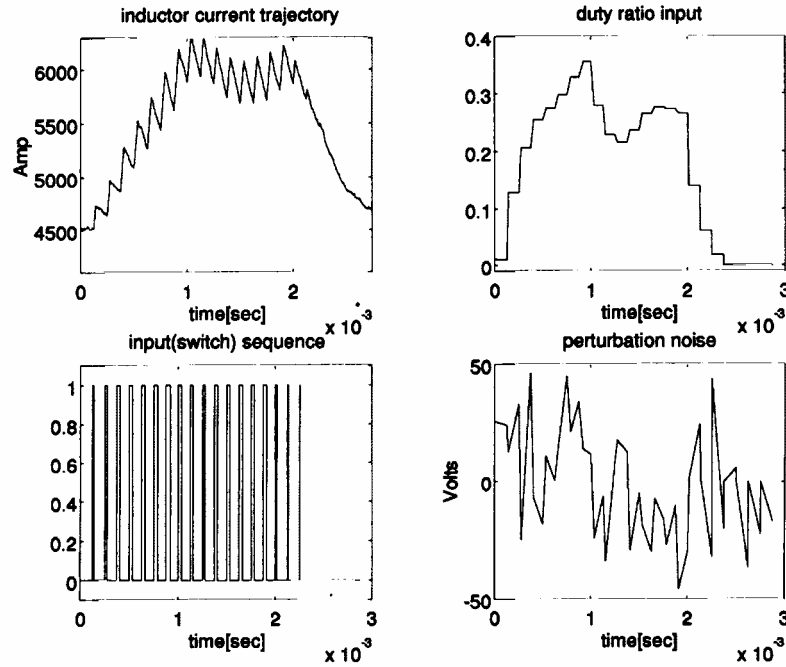 inductor current trajectory
6000
5500
5000
4500
Amp
0
1
2
3
time[sec]
x 10⁻³
duty ratio input
0.4
0.3
0.2
0.1
0
0
1
2
3
time[sec]
x 10⁻³
input(switch) sequence
1
0.8
0.6
0.4
0.2
0
0
1
2
3
time[sec]
x 10⁻³
perturbation noise
50
0
-50
Volts
0
1
2
3
time[sec]
x 10⁻³